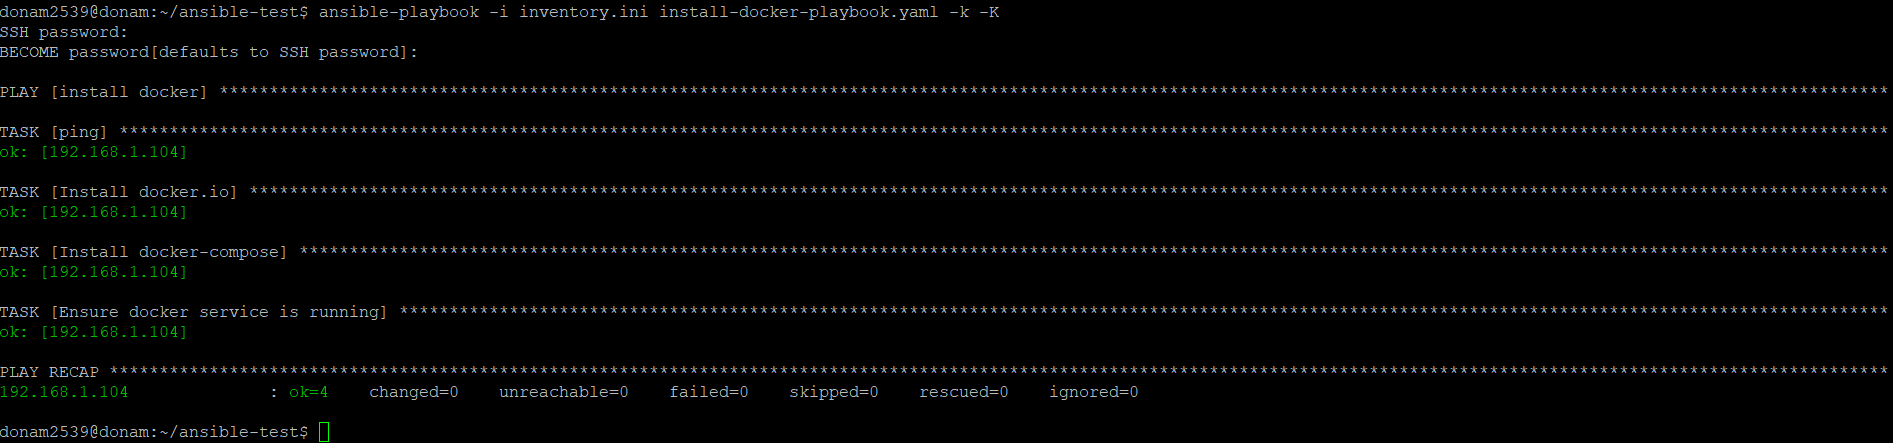 donam2539@donam:~/ansible-test$ ansible-playbook -i inventory.ini install-docker-playbook.yaml -k -K
SSH password:
BECOME password[defaults to SSH password]:
PLAY [install docker] ***********************************************************************************************************************************************************************
TASK [ping] *********************************************************************************************************************************************************************************
ok: [192.168.1.104]
TASK [Install docker.io] ********************************************************************************************************************************************************************
ok: [192.168.1.104]
TASK [Install docker-compose] ***************************************************************************************************************************************************************
ok: [192.168.1.104]
TASK [Ensure docker service is running] *****************************************************************************************************************************************************
ok: [192.168.1.104]
PLAY RECAP **********************************************************************************************************************************************************************************
192.168.1.104              : ok=4    changed=0    unreachable=0    failed=0    skipped=0    rescued=0    ignored=0
donam2539@donam:~/ansible-test$